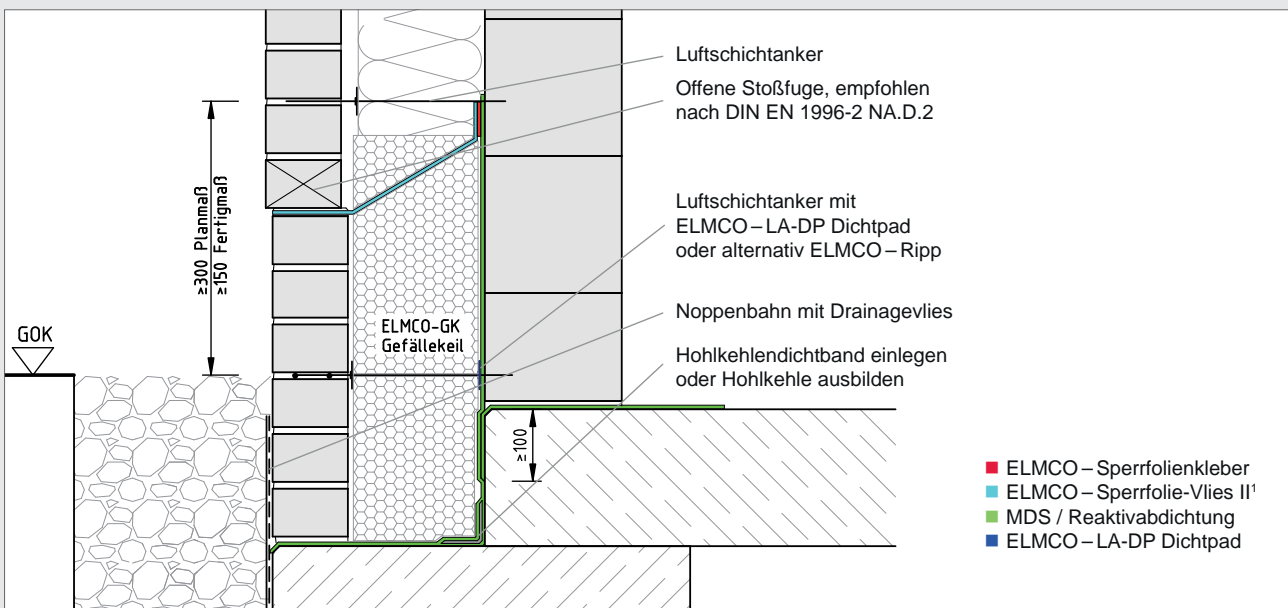 Luftschichtanker
Offene Stoßfuge, empfohlen
nach DIN EN 1996-2 NA.D.2
≥300 Planmaß
≥150 Fertigmaß
Luftschichtanker mit
ELMCO – LA-DP Dichtpad
oder alternativ ELMCO – Ripp
Noppenbahn mit Drainagevlies
GOK
ELMCO-GK
Gefällekeil
Hohlkehlendichtband einlegen
oder Hohlkehle ausbilden
≥100
ELMCO – Sperrfolienkleber
ELMCO – Sperrfolie-Vlies II¹
MDS / Reaktivabdichtung
ELMCO – LA-DP Dichtpad